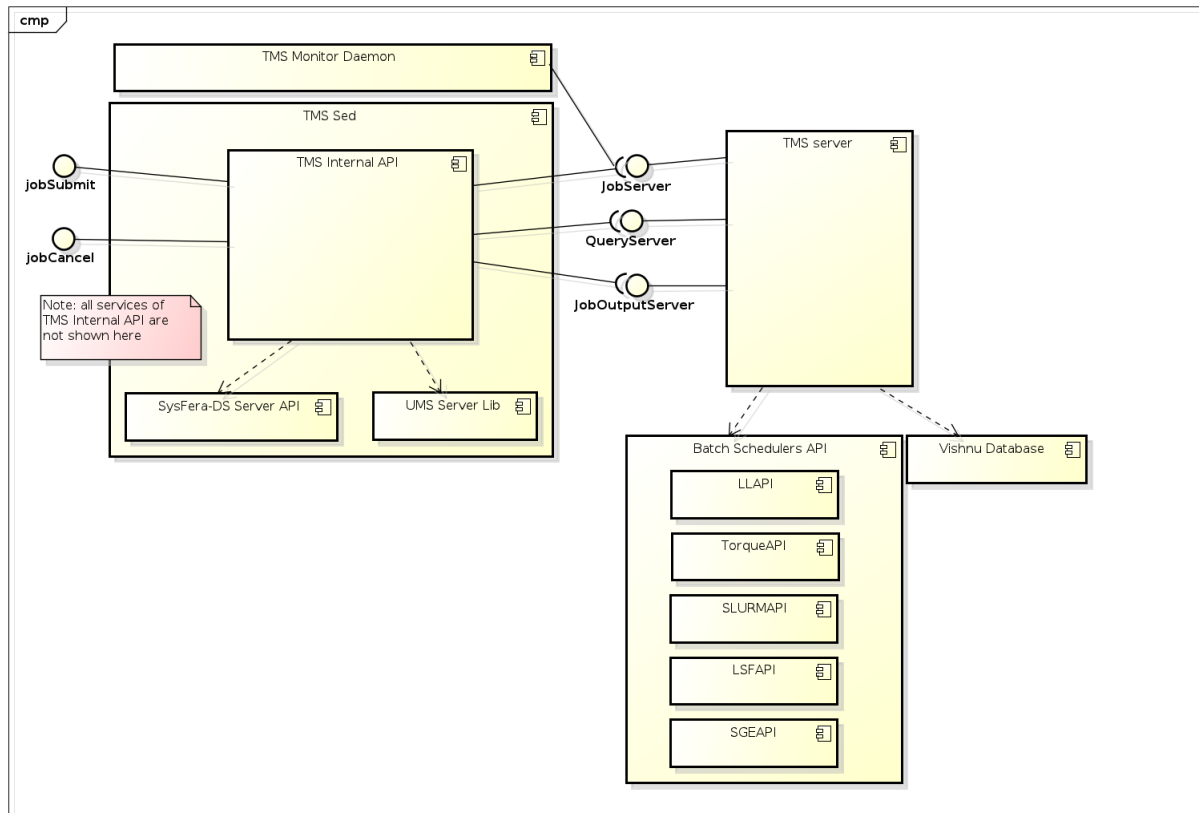 cmp
TMS Monitor Daemon
TMS Sed
TMS Internal API
TMS server
jobSubmit
JobServer
QueryServer
jobCancel
JobOutputServer
Note: all services of
TMS Internal API are
not shown here
SysFera-DS Server API
UMS Server Lib
Batch Schedulers API
Vishnu Database
LLAPI
TorqueAPI
SLURMAPI
LSFAPI
SGEAPI